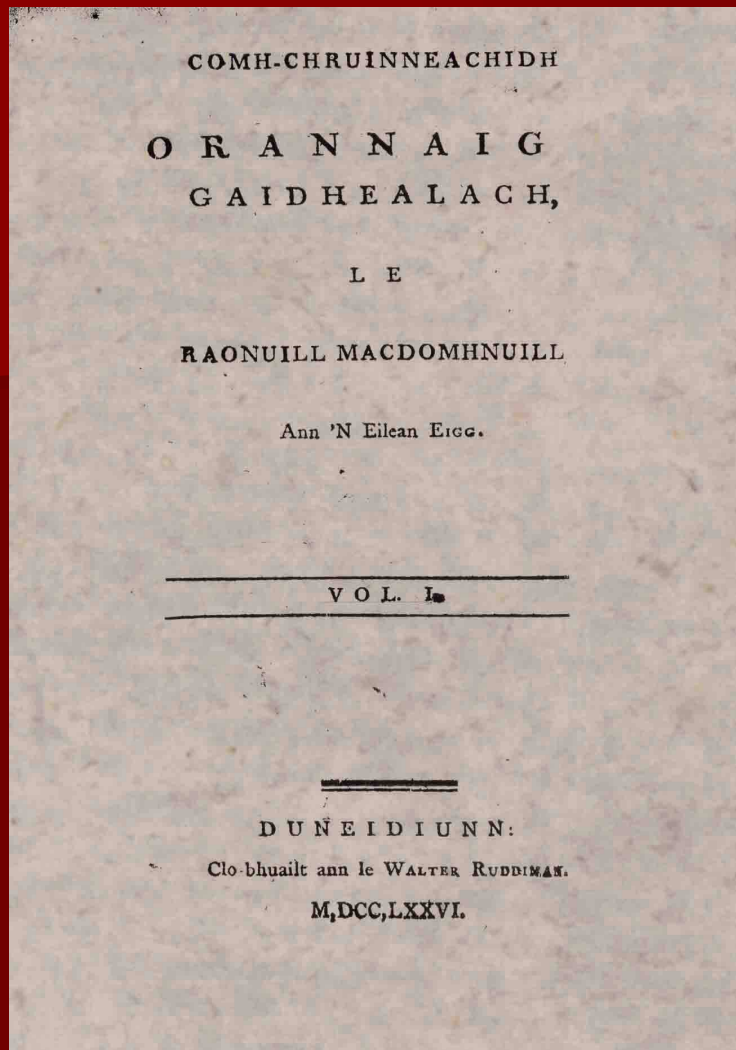 COMH-CHRUINNEACHIDH
ORANNAIG
GAIDHEALACH,
LE
RAONUILL MACDOMHNUILL
Ann 'N Eilean EIGG.
VOL. I.
DUNEIDIUNN:
Clo-bhuailt ann le WALTER RUDDIMAN.
M,DCC,LXXVI.